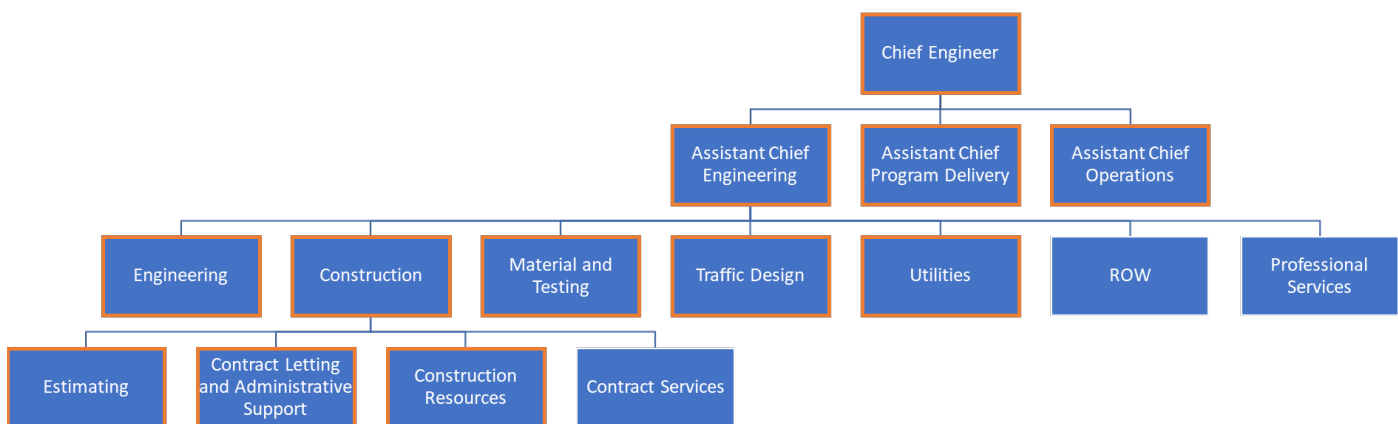 Chief Engineer
Assistant Chief
Engineering
Assistant Chief
Program Delivery
Assistant Chief
Operations
Engineering
Construction
Material and
Testing
Traffic Design
Utilities
ROW
Professional
Services
Estimating
Contract Letting
and Administrative
Support
Construction
Resources
Contract Services